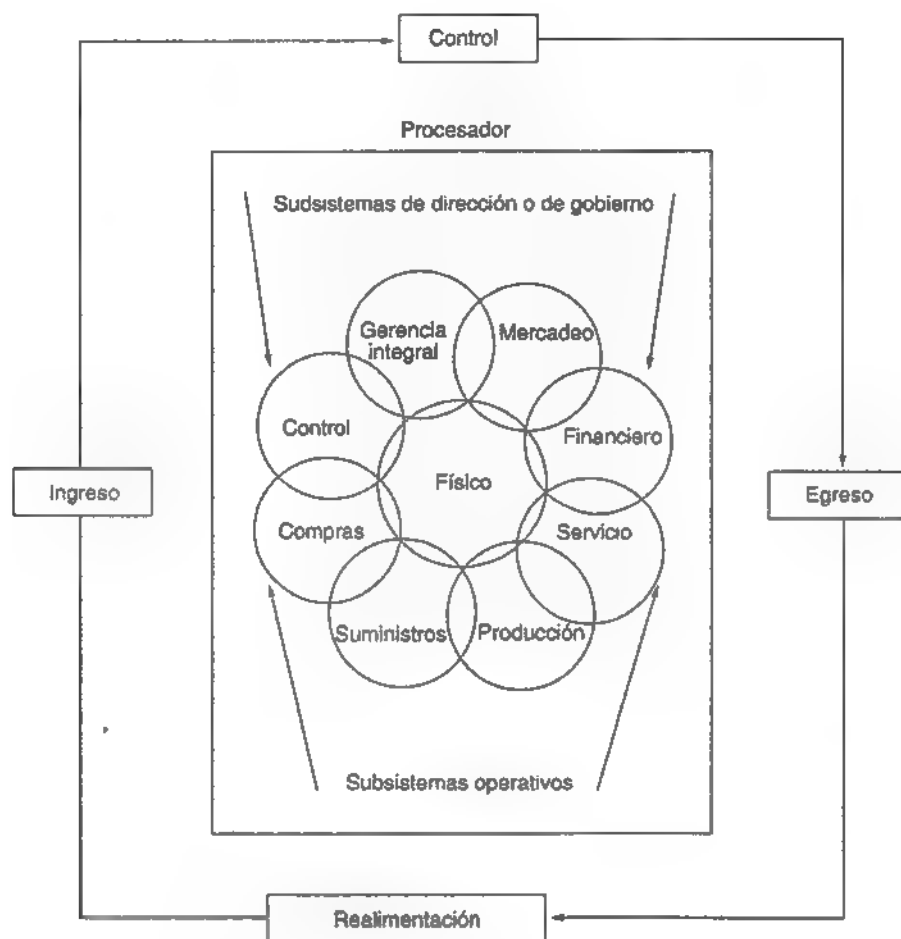 Control
Procesador
Sudsistemas de dirección o de gobierno
Gerencia
integral
Mercadeo
Control
Financiero
Ingreso
Físico
Egreso
Compras
Servicio
Suministros
Producción
Subsistemas operativos
Realimentación